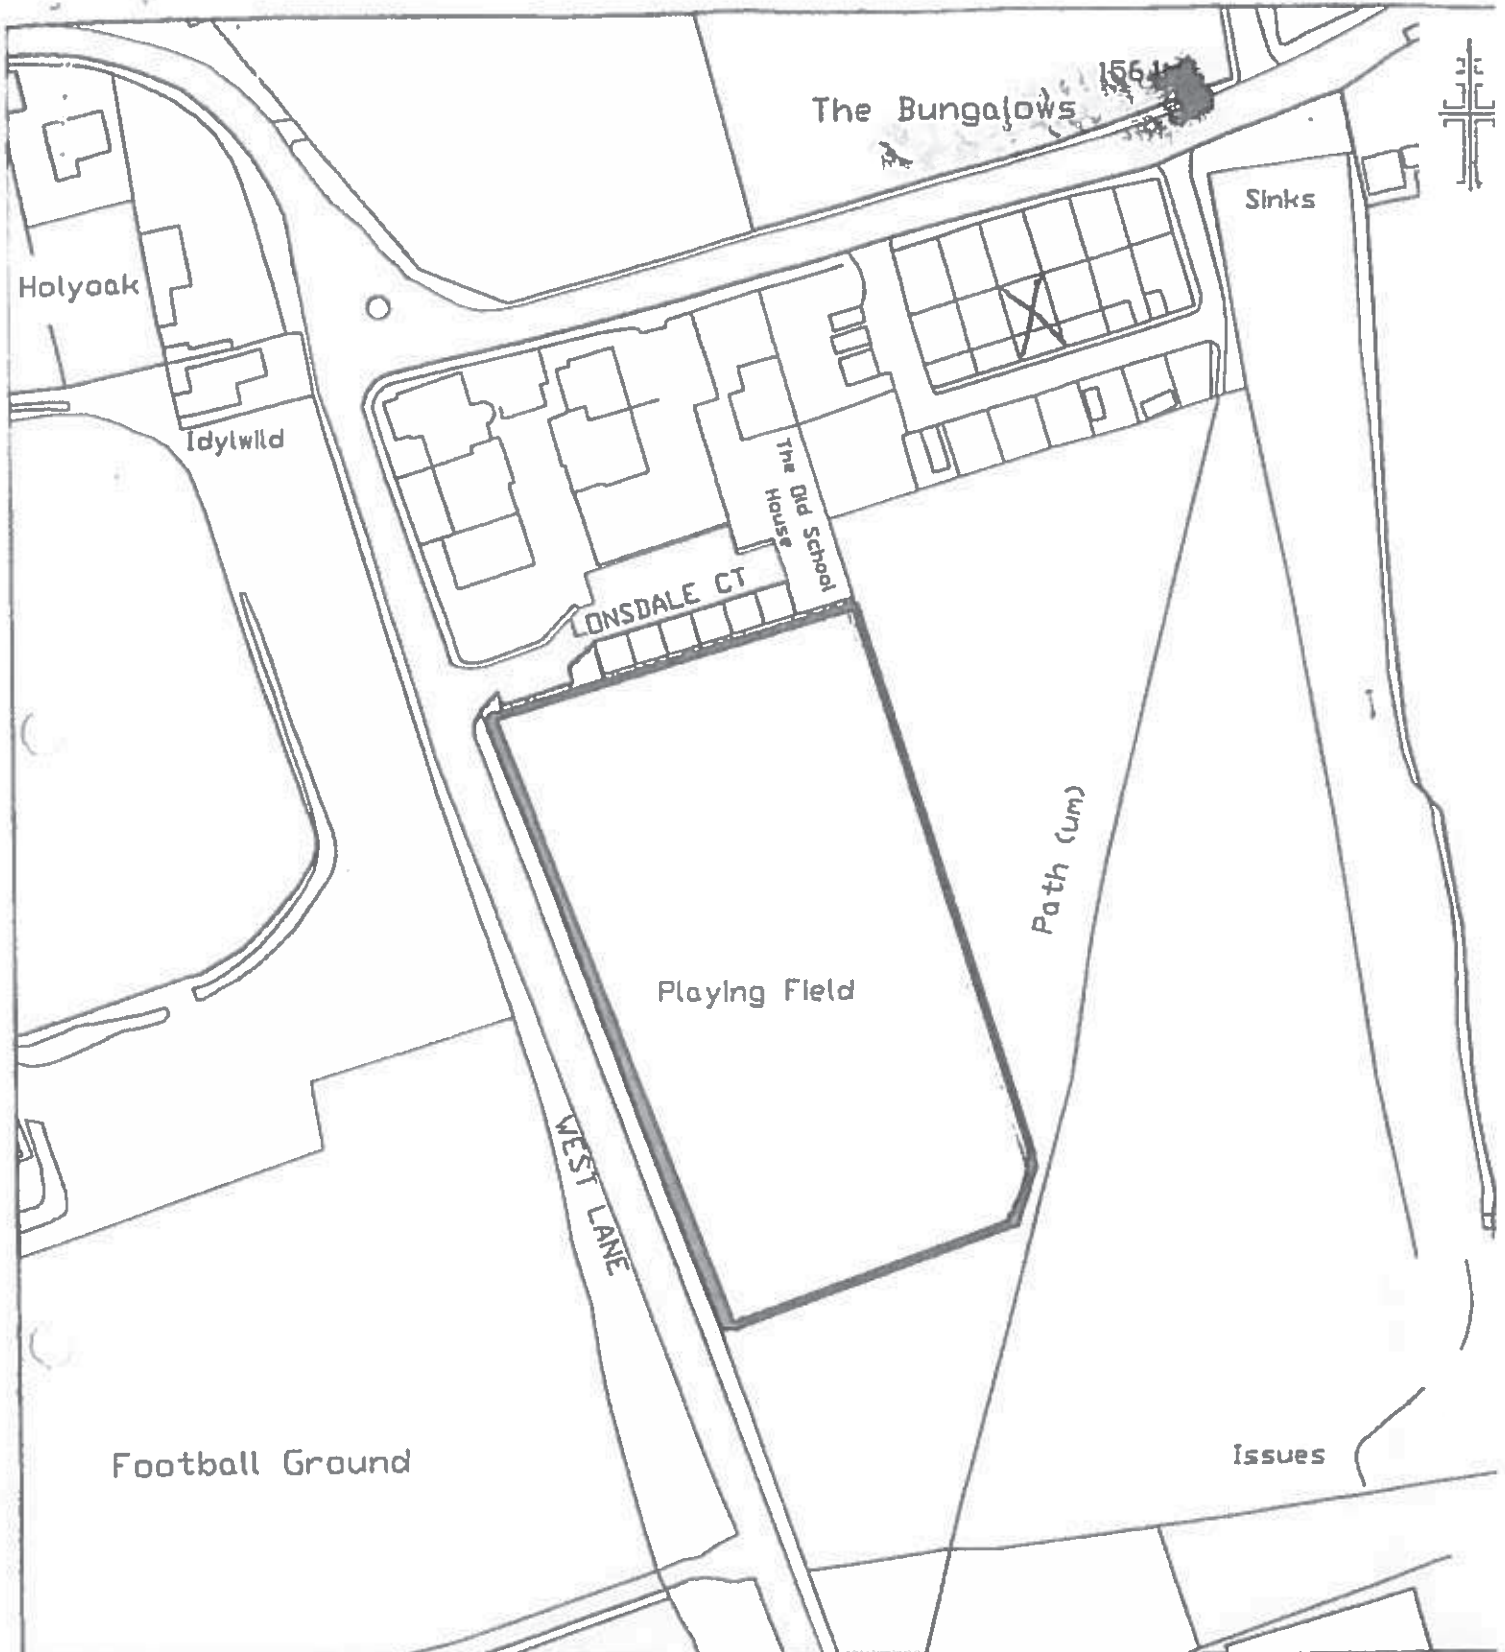 156.1
The Bungalows
Sinks
Holyoak
Idylwild
The Old School
House
LONSDALE CT
Path (um)
Playing Field
WEST LANE
Football Ground
Issues